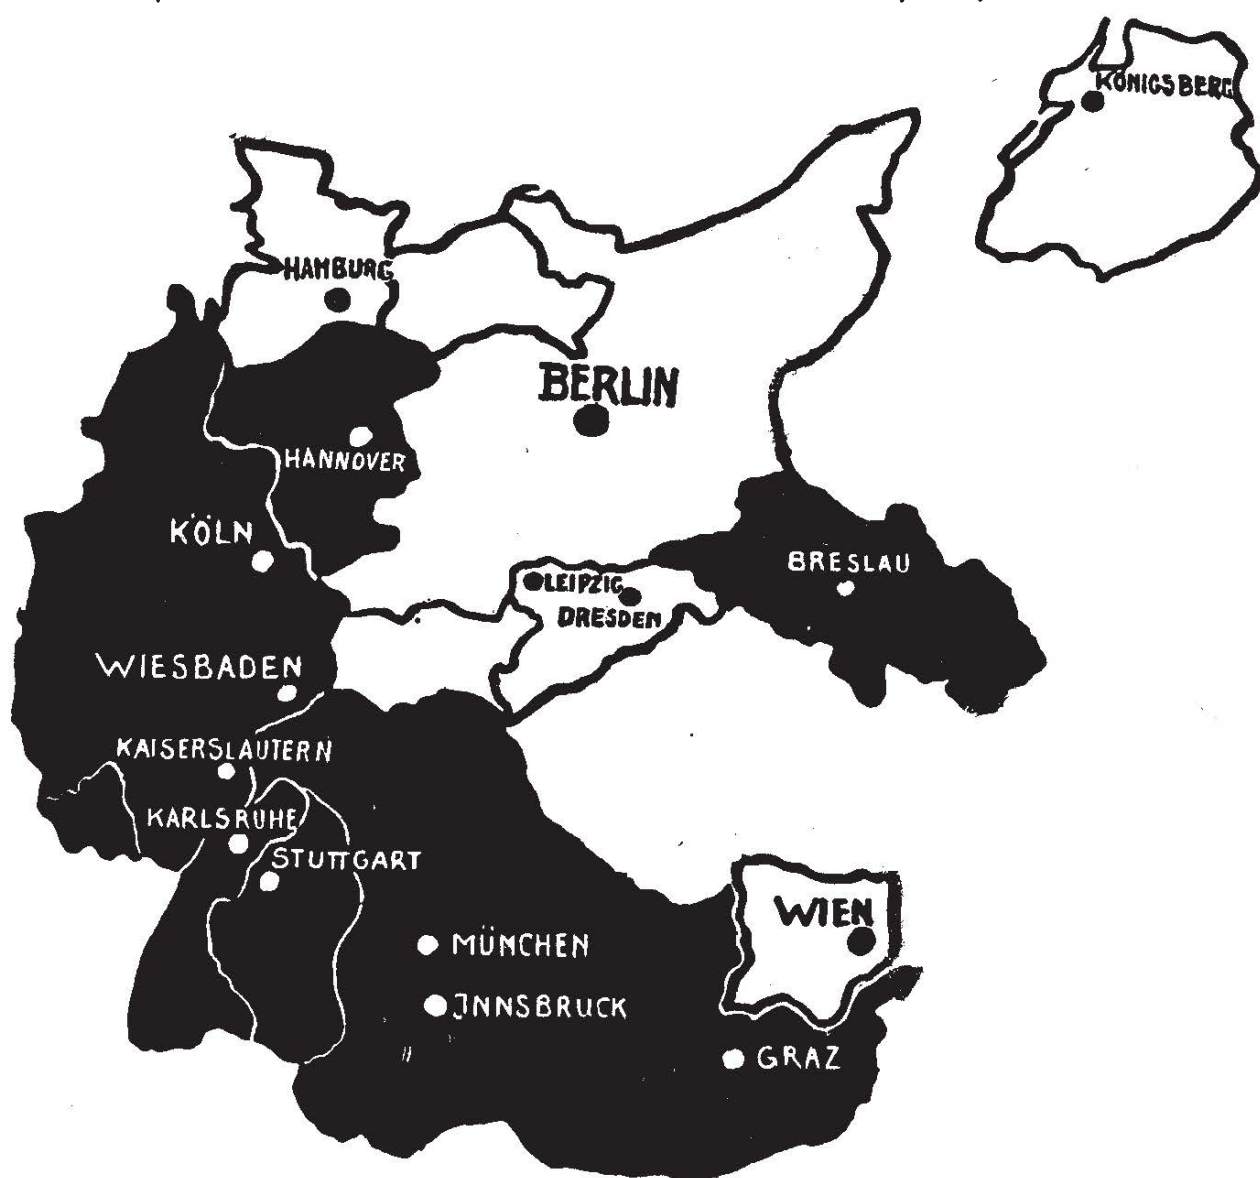 KÖNIGSBERG
HAMBURG
BERLIN
HANNOVER
KÖLN
LEIPZIG
DRESDEN
BRESLAU
WIESBADEN
KAISERSLAUTERN
KARLSRUHE
STUTTGART
WIEN
MÜNCHEN
JNNSBRUCK
GRAZ